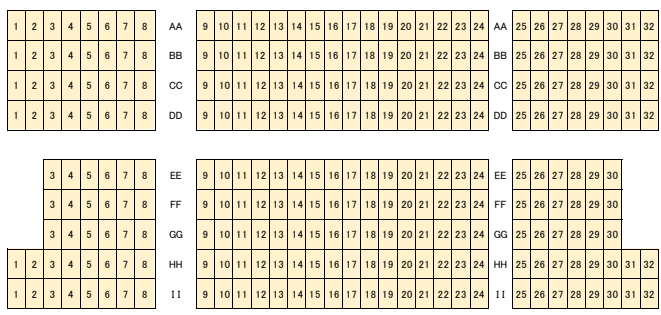 1 2 3 4 5 6 7 8 AA 9 10 11 12 13 14 15 16 17 18 19 20 21 22 23 24 AA 25 26 27 28 29 30 31 32
1 2 3 4 5 6 7 8 BB 9 10 11 12 13 14 15 16 17 18 19 20 21 22 23 24 BB 25 26 27 28 29 30 31 32
1 2 3 4 5 6 7 8 CC 9 10 11 12 13 14 15 16 17 18 19 20 21 22 23 24 CC 25 26 27 28 29 30 31 32
1 2 3 4 5 6 7 8 DD 9 10 11 12 13 14 15 16 17 18 19 20 21 22 23 24 DD 25 26 27 28 29 30 31 32
3 4 5 6 7 8 EE 9 10 11 12 13 14 15 16 17 18 19 20 21 22 23 24 EE 25 26 27 28 29 30
3 4 5 6 7 8 FF 9 10 11 12 13 14 15 16 17 18 19 20 21 22 23 24 FF 25 26 27 28 29 30
3 4 5 6 7 8 GG 9 10 11 12 13 14 15 16 17 18 19 20 21 22 23 24 GG 25 26 27 28 29 30
1 2 3 4 5 6 7 8 HH 9 10 11 12 13 14 15 16 17 18 19 20 21 22 23 24 HH 25 26 27 28 29 30 31 32
1 2 3 4 5 6 7 8 II 9 10 11 12 13 14 15 16 17 18 19 20 21 22 23 24 II 25 26 27 28 29 30 31 32